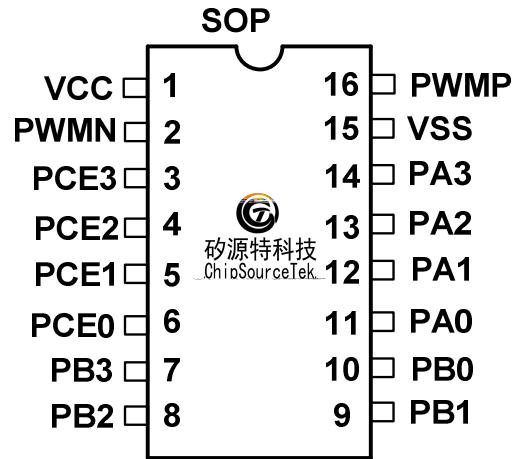 SOP
VCC 1 16 PWMP
PWMN 2 15 VSS
PCE3 3 14 PA3
PCE2 4 13 PA2
矽源特科技
PCE1 5 ChipSourceTek. 12 PA1
PCE0 6 11 PA0
PB3 7 10 PB0
PB2 8 9 PB1